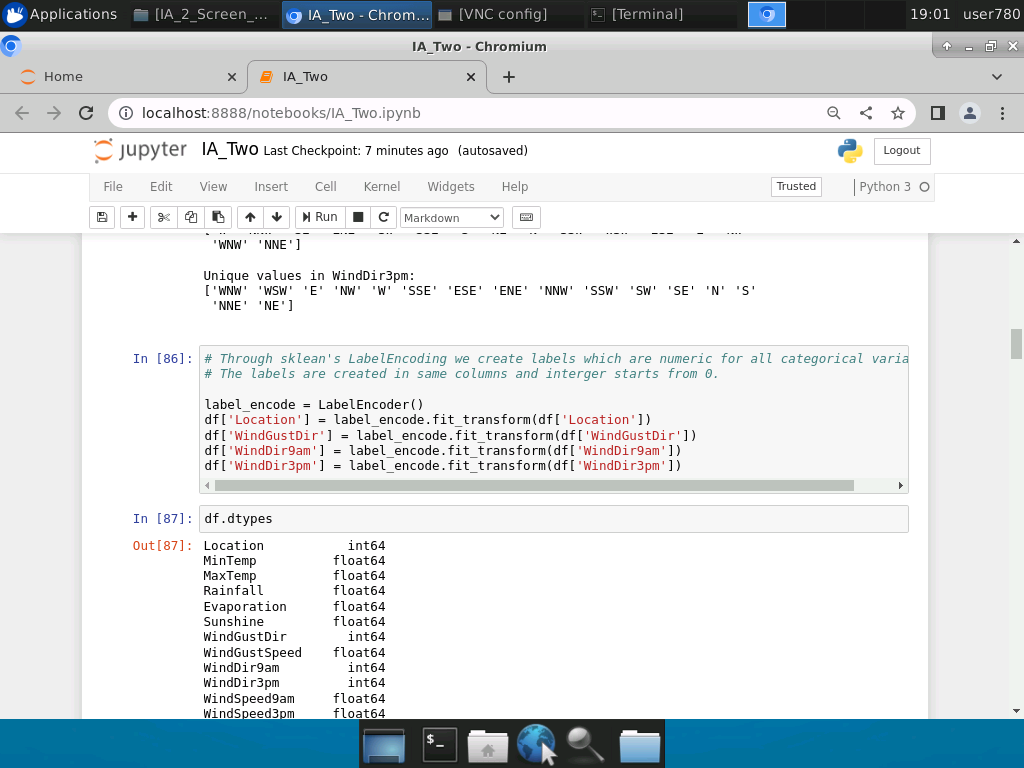 Applications
[IA_2_Screen_...
IA_Two - Chrom...
[VNC config]
[Terminal]
19:01
user780
IA_Two - Chromium
Home
IA_Two
localhost:8888/notebooks/IA_Two.ipynb
jupyter
IA_Two Last Checkpoint: 7 minutes ago (autosaved)
Logout
File Edit View Insert Cell Kernel Widgets Help
Trusted
Python 3
Run
Markdown
'WNW' 'NNE']
Unique values in WindDir3pm:
['WNW' 'WSW' 'E' 'NW' 'W' 'SSE' 'ESE' 'ENE' 'NNW' 'SSW' 'SW' 'SE' 'N' 'S'
'NNE' 'NE']
In [86]:
# Through sklean's LabelEncoding we create labels which are numeric for all categorical varia
# The labels are created in same columns and interger starts from 0.
label_encode = LabelEncoder()
df['Location'] = label_encode.fit_transform(df['Location'])
df['WindGustDir'] = label_encode.fit_transform(df['WindGustDir'])
df['WindDir9am'] = label_encode.fit_transform(df['WindDir9am'])
df['WindDir3pm'] = label_encode.fit_transform(df['WindDir3pm'])
In [87]:
df.dtypes
Out[87]:
Location int64
MinTemp float64
MaxTemp float64
Rainfall float64
Evaporation float64
Sunshine float64
WindGustDir int64
WindGustSpeed float64
WindDir9am int64
WindDir3pm int64
WindSpeed9am float64
WindSpeed3pm float64
$_